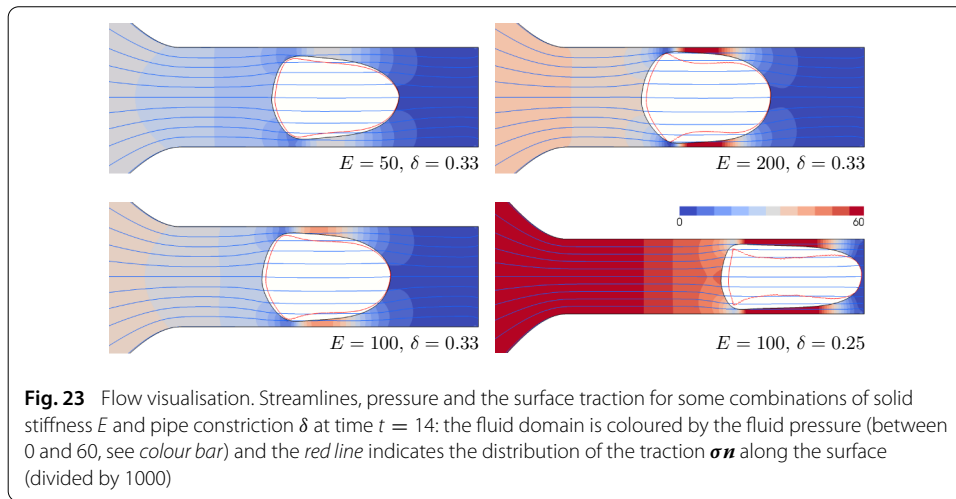 E = 50, δ = 0.33
E = 200, δ = 0.33
0 60
E = 100, δ = 0.33
E = 100, δ = 0.25
Fig. 23 Flow visualisation. Streamlines, pressure and the surface traction for some combinations of solid
stiffness E and pipe constriction δ at time t = 14: the fluid domain is coloured by the fluid pressure (between
0 and 60, see colour bar) and the red line indicates the distribution of the traction σn along the surface
(divided by 1000)